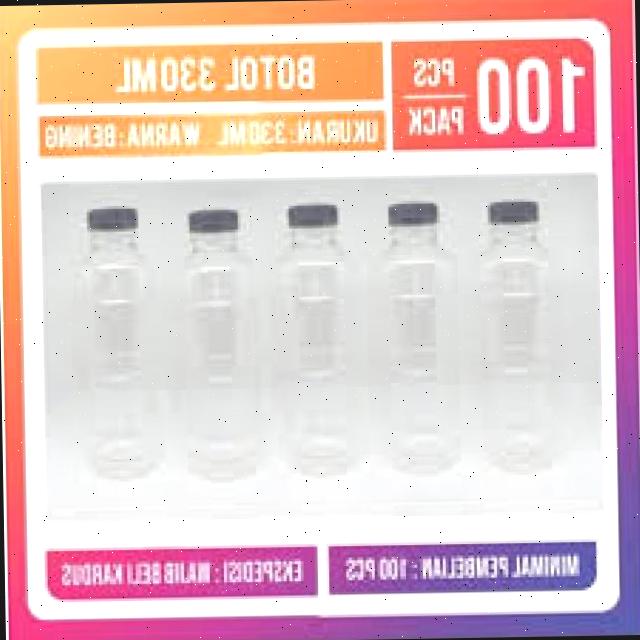 100 PCS
PACK
BOTOL 330ML
UKURAN : 330ML WARNA : BENING
MINIMAL PEMBELIAN : 100 PCS
EKSPEDISI : WAJIB BELI KARDUS